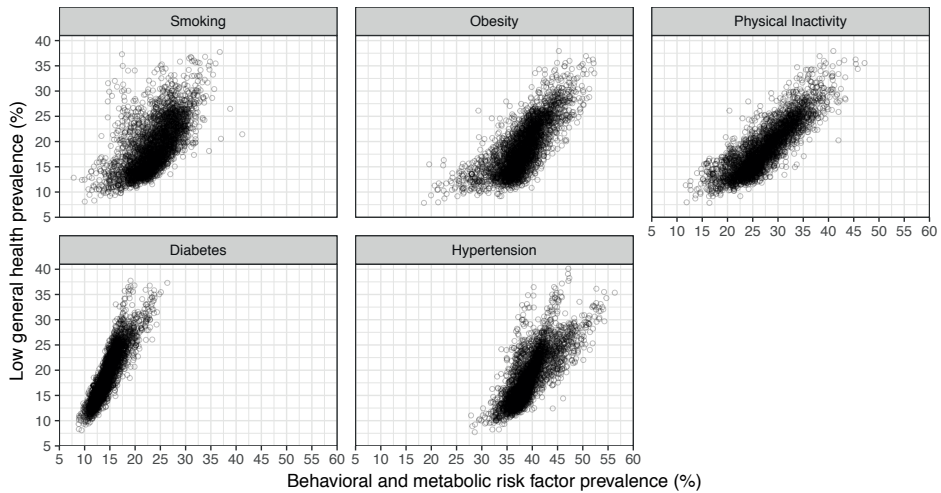 Smoking
Obesity
Physical Inactivity
40
35
30
25
20
15
10
5
5 10 15 20 25 30 35 40 45 50 55 60
Diabetes
Hypertension
40
35
30
25
20
15
10
5
5 10 15 20 25 30 35 40 45 50 55 60
5 10 15 20 25 30 35 40 45 50 55 60
Low general health prevalence (%)
Behavioral and metabolic risk factor prevalence (%)